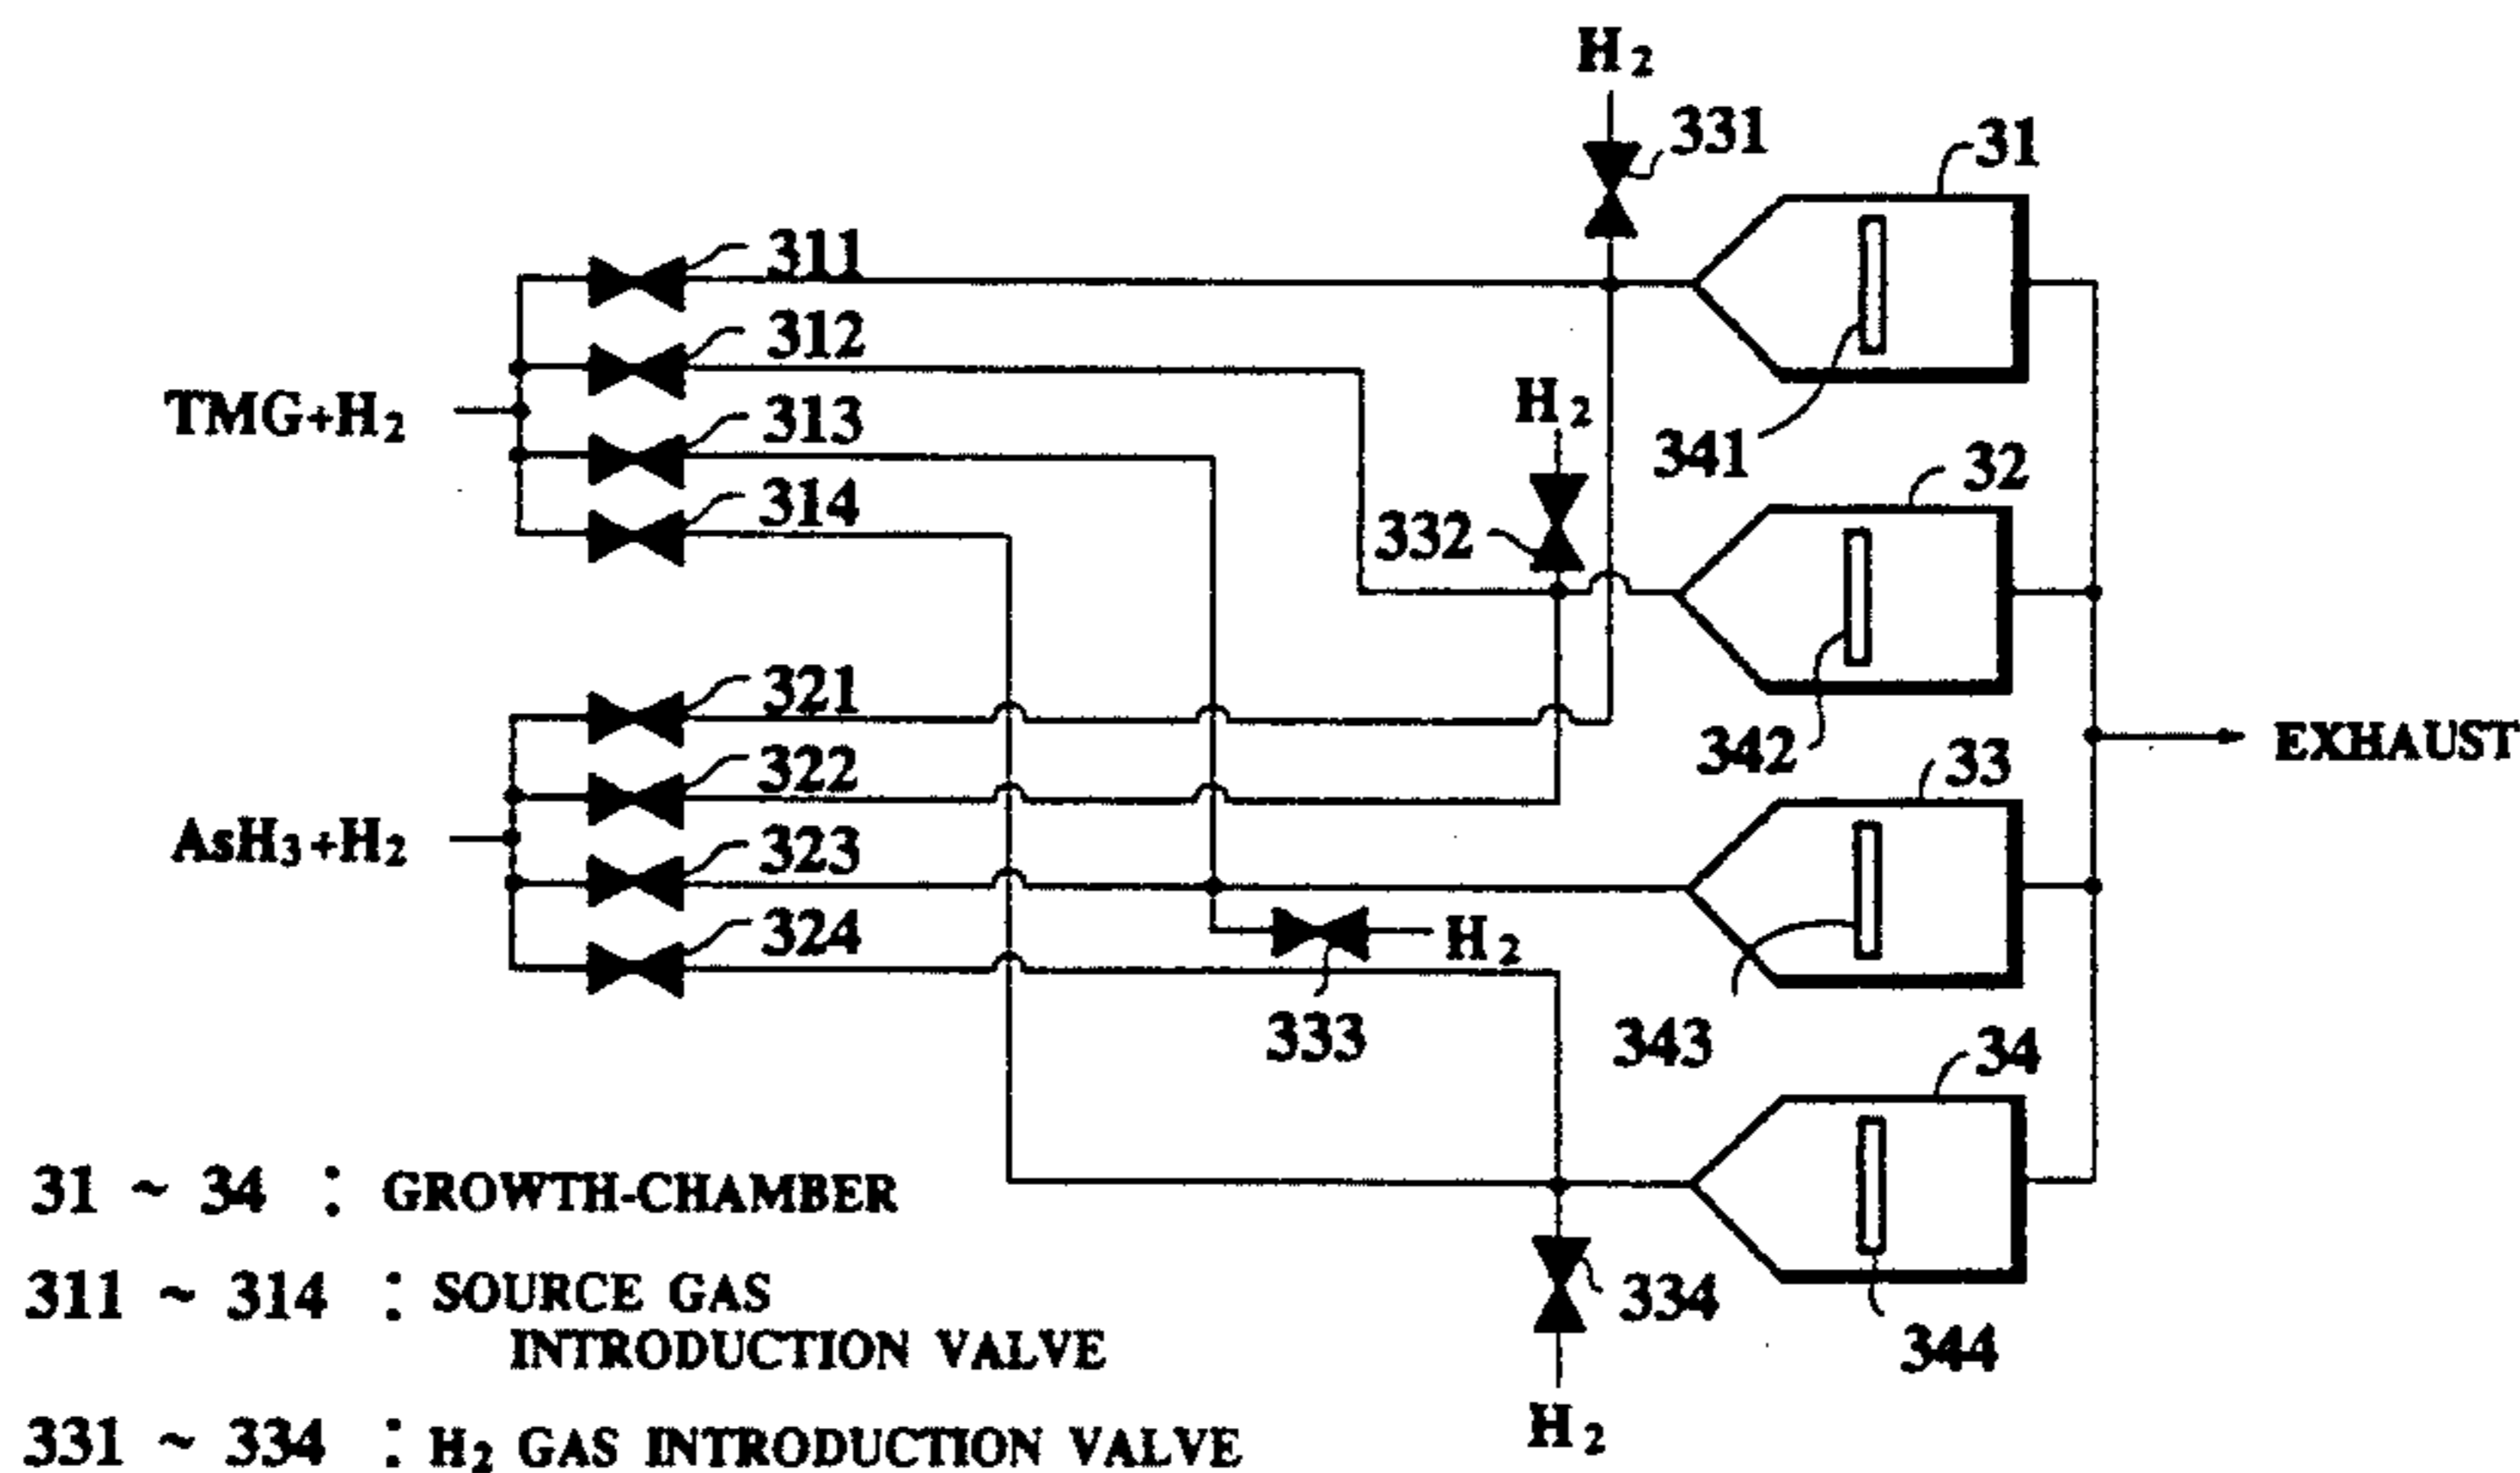 H2
331
31
311
312
341
H2
TMG+H2
313
32
314
332
321
342
EXHAUST
322
33
AsH3+H2
323
324
H2
333
343
34
31 ~ 34 : GROWTH-CHAMBER
311 ~ 314 : SOURCE GAS
INTRODUCTION VALVE
334
344
H2
331 ~ 334 : H2 GAS INTRODUCTION VALVE